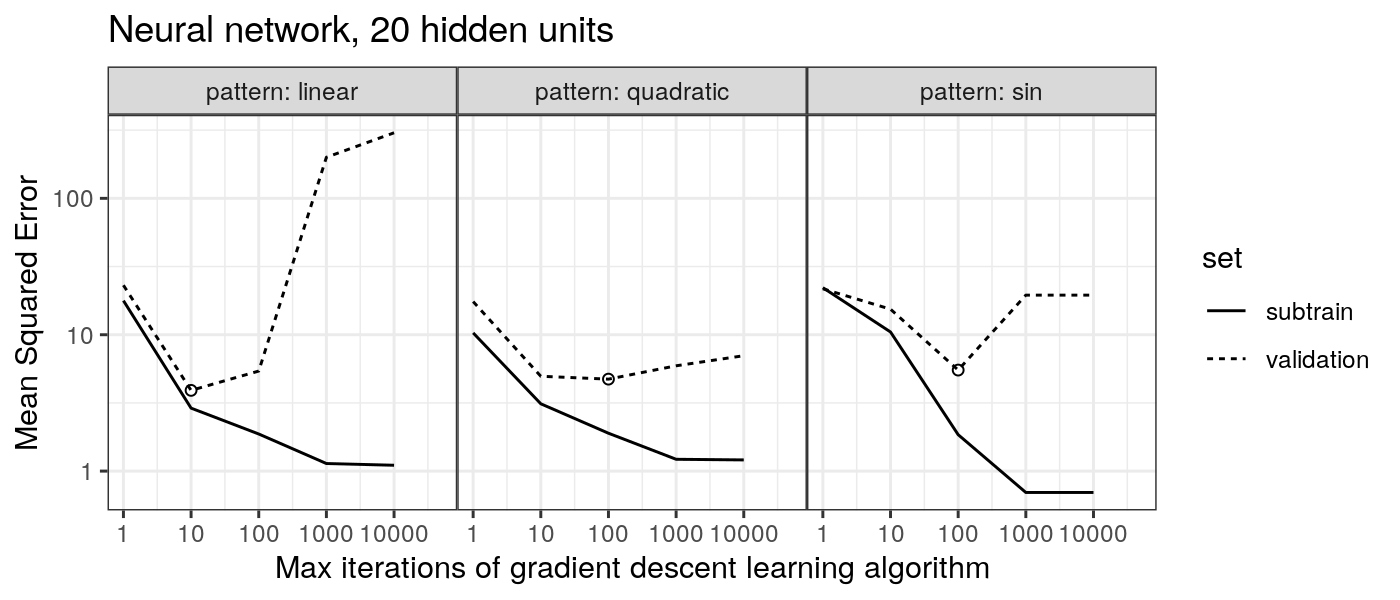 Neural network, 20 hidden units
pattern: linear
pattern: quadratic
pattern: sin
Mean Squared Error
100
10
1
1 10 100 1000 10000
1 10 100 1000 10000
1 10 100 1000 10000
Max iterations of gradient descent learning algorithm
set
subtrain
validation